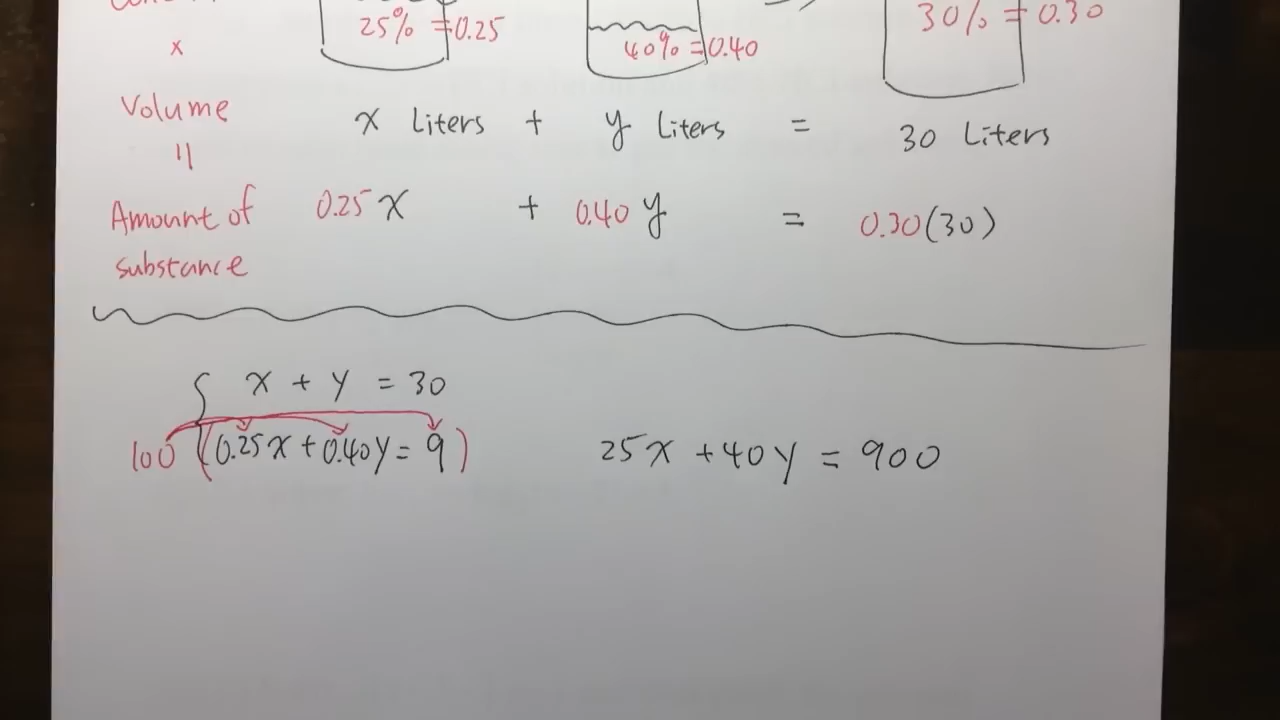 25% = 0.25 40% = 0.40 30% = 0.30
x
Volume x Liters + y Liters = 30 Liters
=
Amount of 0.25x + 0.40y = 0.30(30)
substance
{ x + y = 30
100 (0.25x + 0.40y = 9) 25x + 40y = 900